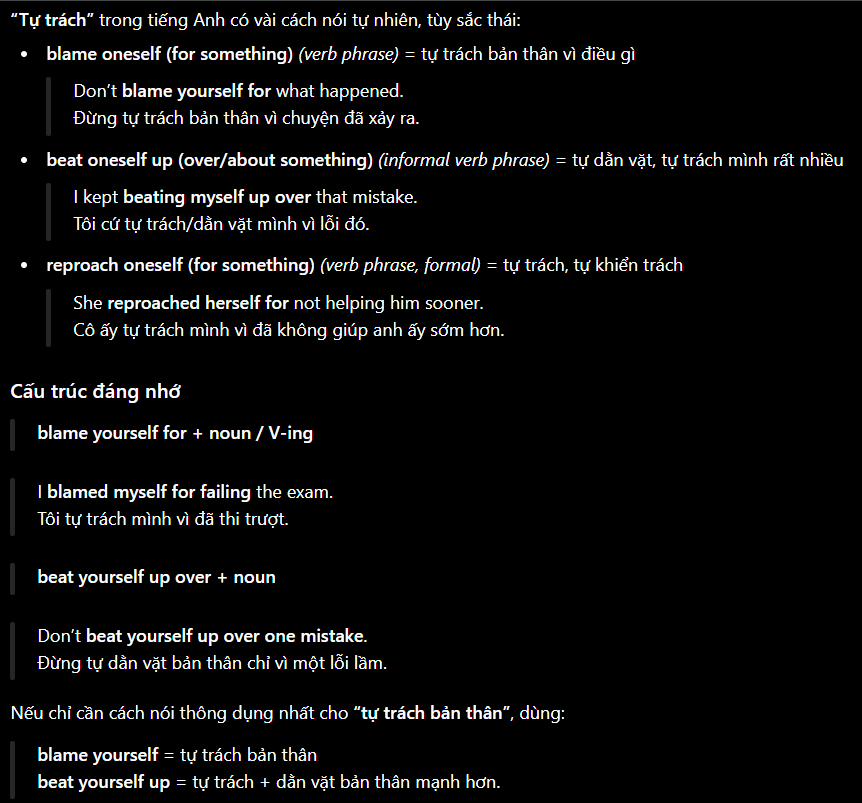 “Tự trách” trong tiếng Anh có vài cách nói tự nhiên, tùy sắc thái:
• blame oneself (for something) (verb phrase) = tự trách bản thân vì điều gì
Don’t blame yourself for what happened.
Đừng tự trách bản thân vì chuyện đã xảy ra.
• beat oneself up (over/about something) (informal verb phrase) = tự dằn vặt, tự trách mình rất nhiều
I kept beating myself up over that mistake.
Tôi cứ tự trách/dằn vặt mình vì lỗi đó.
• reproach oneself (for something) (verb phrase, formal) = tự trách, tự khiển trách
She reproached herself for not helping him sooner.
Cô ấy tự trách mình vì đã không giúp anh ấy sớm hơn.
Cấu trúc đáng nhớ
blame yourself for + noun / V-ing
I blamed myself for failing the exam.
Tôi tự trách mình vì đã thi trượt.
beat yourself up over + noun
Don’t beat yourself up over one mistake.
Đừng tự dằn vặt bản thân chỉ vì một lỗi lầm.
Nếu chỉ cần cách nói thông dụng nhất cho “tự trách bản thân”, dùng:
blame yourself = tự trách bản thân
beat yourself up = tự trách + dằn vặt bản thân mạnh hơn.